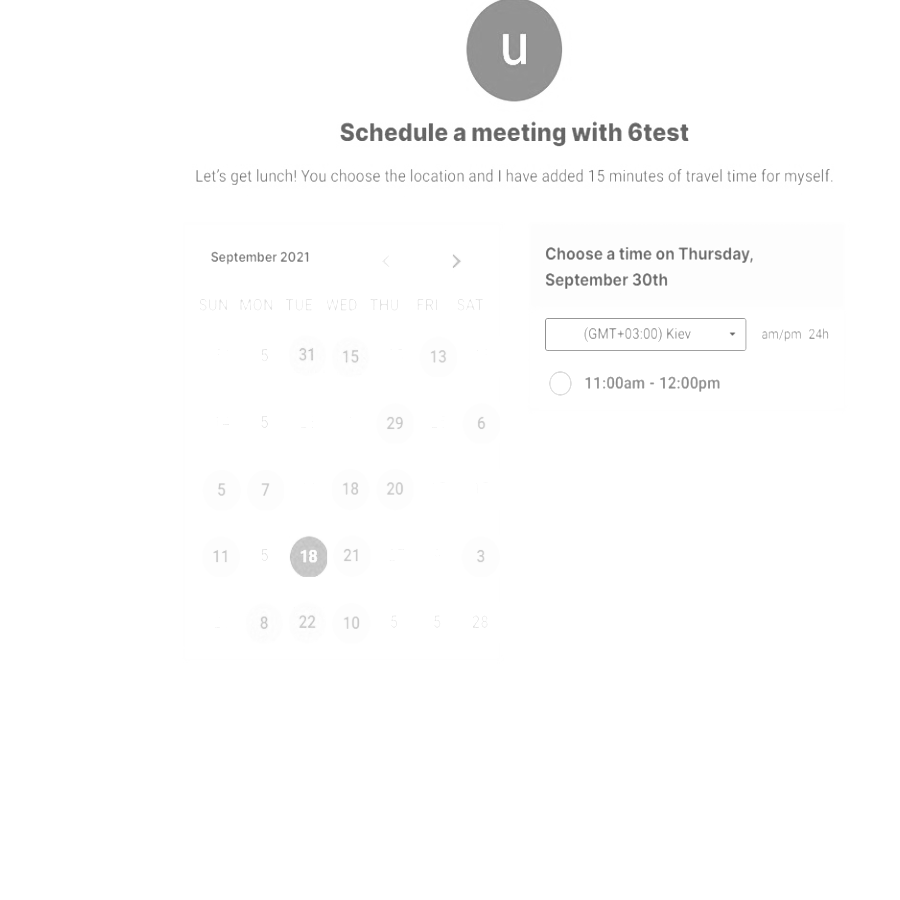 u
Schedule a meeting with 6test
Let's get lunch! You choose the location and I have added 15 minutes of travel time for myself.
September 2021
SUN MON TUE WED THU FRI SAT
5 31 15 13
5 29 6
5 7 18 20
11 5 18 21 3
8 22 10 5 5 28
Choose a time on Thursday,
September 30th
(GMT+03:00) Kiev am/pm 24h
11:00am - 12:00pm